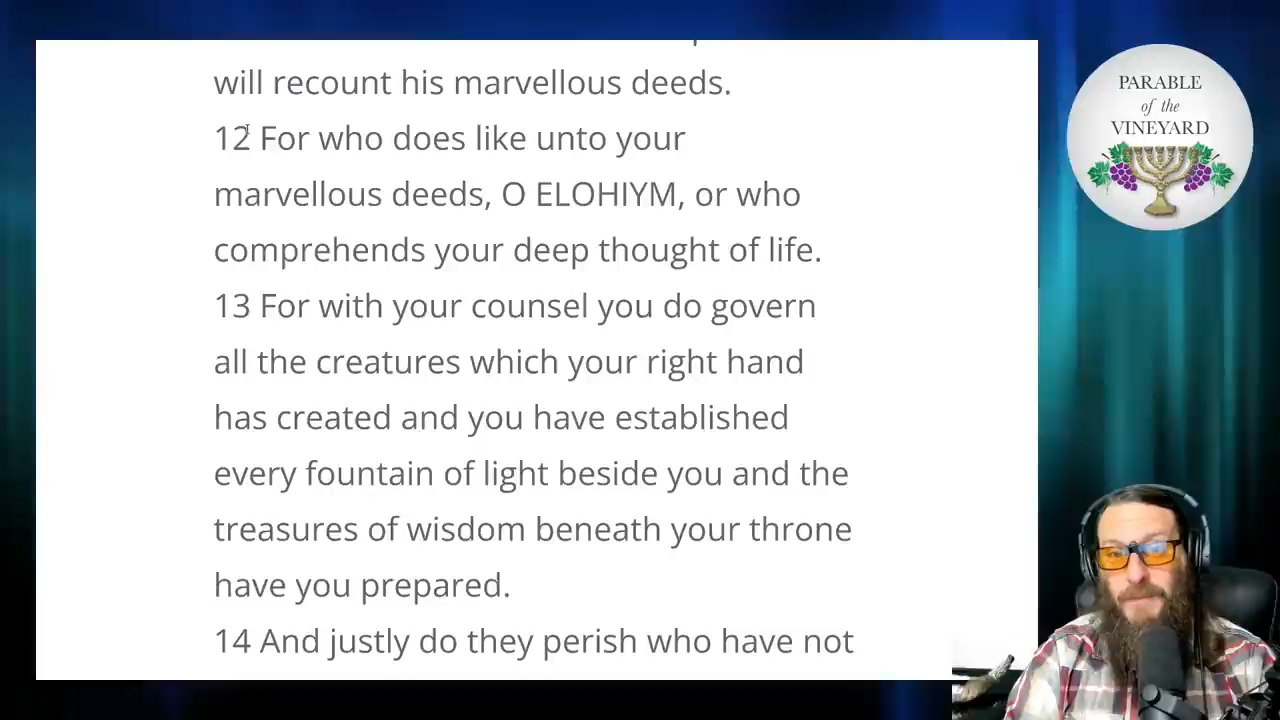 will recount his marvellous deeds.
12 For who does like unto your
marvellous deeds, O ELOHIYM, or who
comprehends your deep thought of life.
13 For with your counsel you do govern
all the creatures which your right hand
has created and you have established
every fountain of light beside you and the
treasures of wisdom beneath your throne
have you prepared.
14 And justly do they perish who have not
PARABLE
of the
VINEYARD